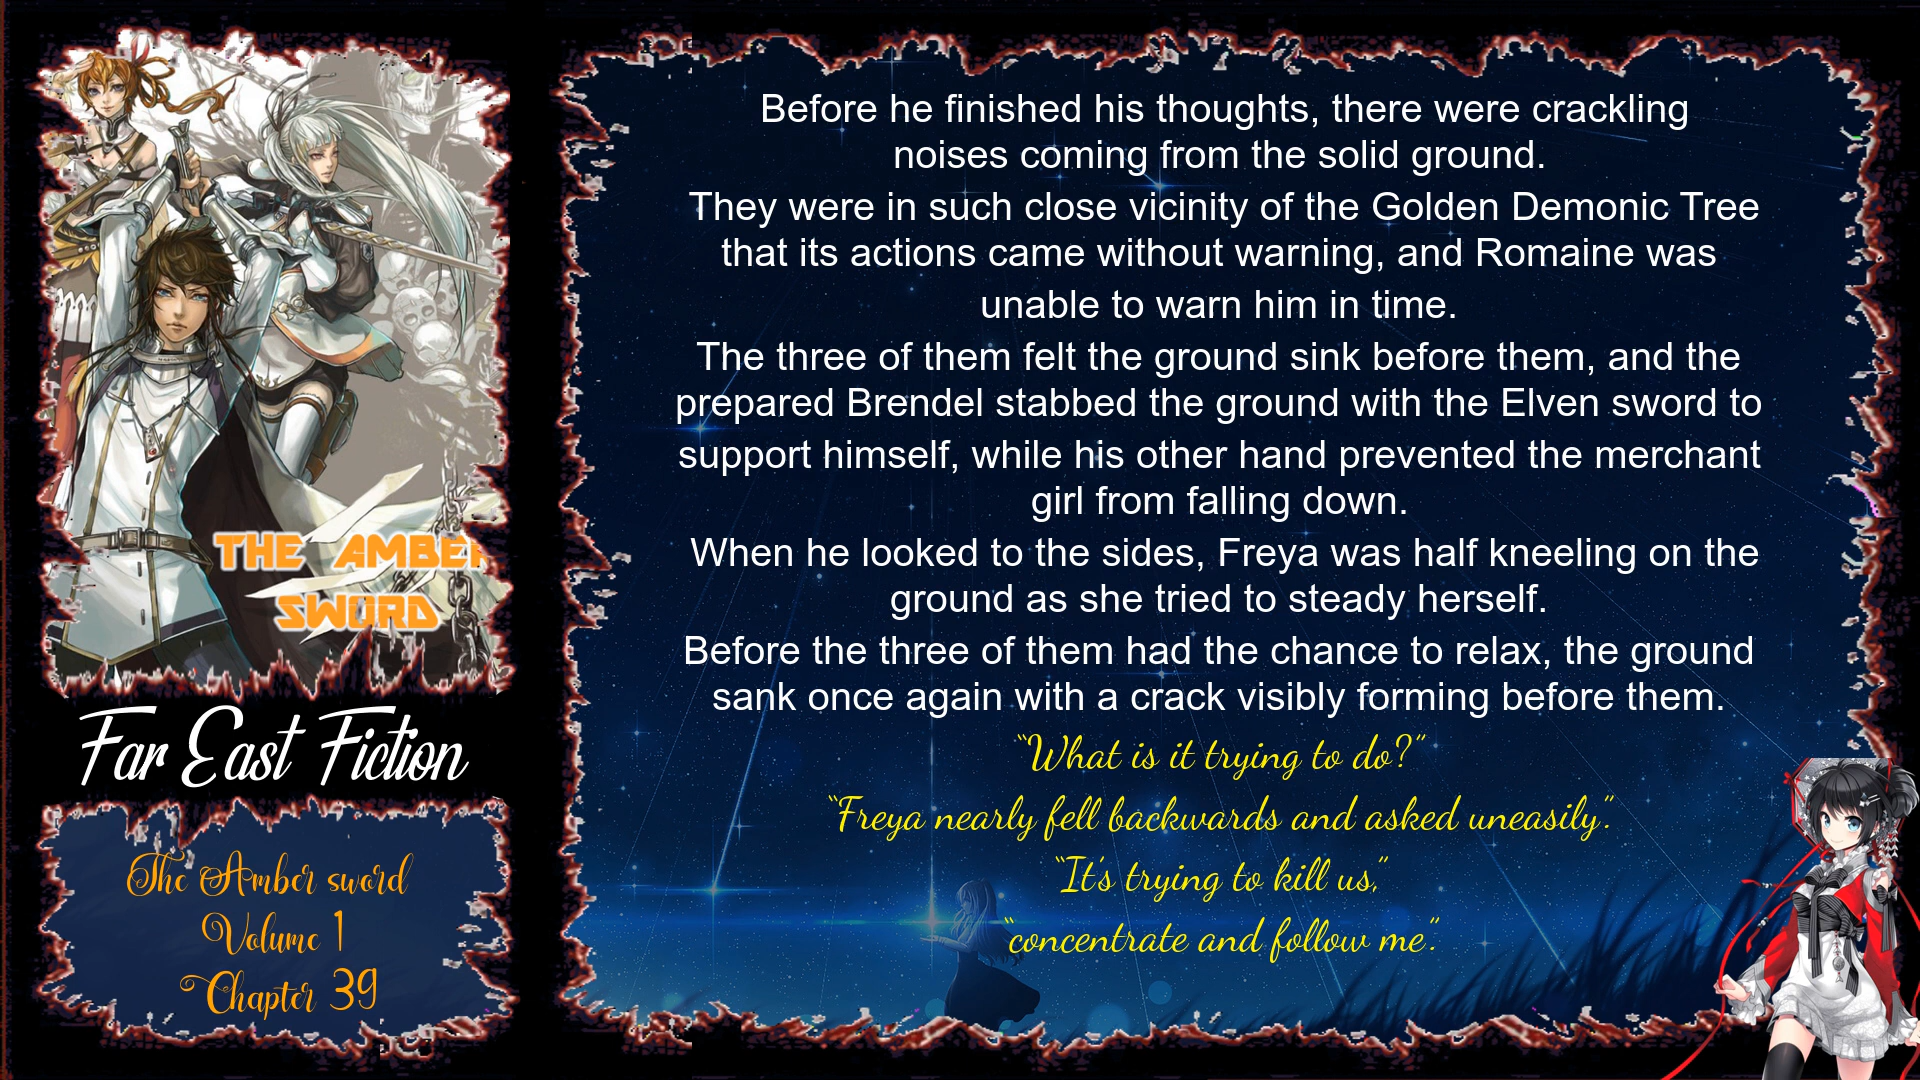 THE AMBER
SWORD
Far East Fiction
The Amber sword
Volume 1
Chapter 39
Before he finished his thoughts, there were crackling
noises coming from the solid ground.
They were in such close vicinity of the Golden Demonic Tree
that its actions came without warning, and Romaine was
unable to warn him in time.
The three of them felt the ground sink before them, and the
prepared Brendel stabbed the ground with the Elven sword to
support himself, while his other hand prevented the merchant
girl from falling down.
When he looked to the sides, Freya was half kneeling on the
ground as she tried to steady herself.
Before the three of them had the chance to relax, the ground
sank once again with a crack visibly forming before them.
“What is it trying to do?”
“Freya nearly fell backwards and asked uneasily”.
“It's trying to kill us,”
“concentrate and follow me”.